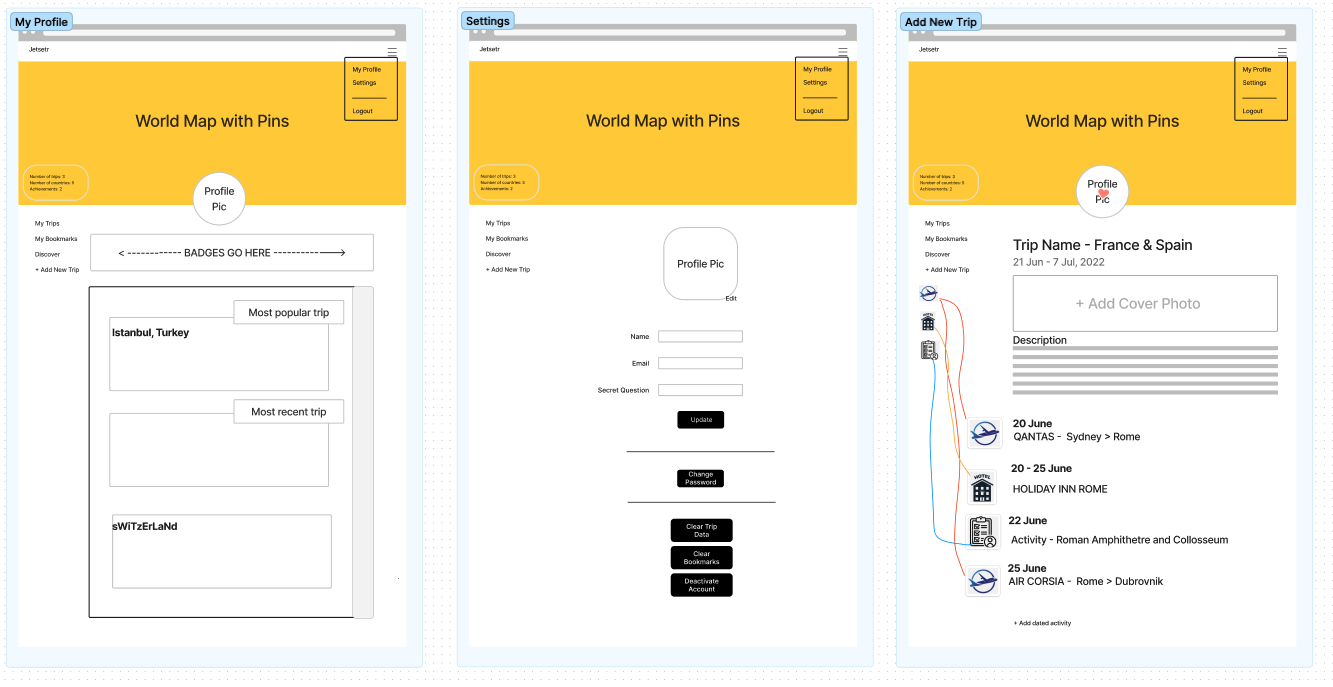 My Profile
Jetsetr
My Profile
Settings
Logout
World Map with Pins
Number of trips: 3
Number of countries: 5
Achievements: 2
Profile
Pic
My Trips
My Bookmarks
Discover
+ Add New Trip
< ------------ BADGES GO HERE ------------>
Most popular trip
Istanbul, Turkey
Most recent trip
sWiTzErLaNd
Settings
Jetsetr
My Profile
Settings
Logout
World Map with Pins
Number of trips: 3
Number of countries: 5
Achievements: 2
My Trips
My Bookmarks
Discover
+ Add New Trip
Profile Pic
Edit
Name
Email
Secret Question
Update
Change
Password
Clear Trip
Data
Clear
Bookmarks
Deactivate
Account
Add New Trip
Jetsetr
My Profile
Settings
Logout
World Map with Pins
Number of trips: 3
Number of countries: 5
Achievements: 2
Profile
Pic
My Trips
My Bookmarks
Discover
+ Add New Trip
Trip Name - France & Spain
21 Jun - 7 Jul, 2022
+ Add Cover Photo
Description
20 June
QANTAS - Sydney > Rome
20 - 25 June
HOTEL
HOLIDAY INN ROME
22 June
Activity - Roman Amphithetre and Collosseum
25 June
AIR CORSIA - Rome > Dubrovnik
+ Add dated activity